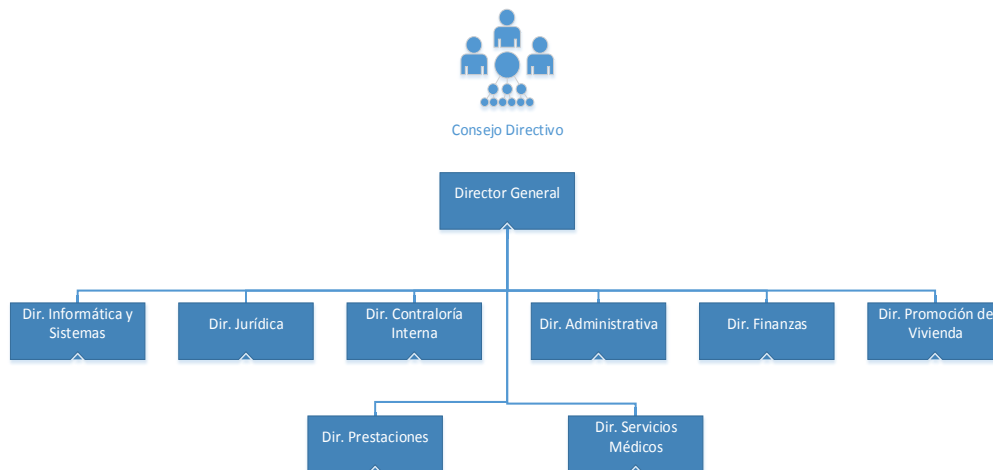 Consejo Directivo
Director General
Dir. Informática y
Sistemas
Dir. Jurídica
Dir. Contraloría
Interna
Dir. Administrativa
Dir. Finanzas
Dir. Promoción de
Vivienda
Dir. Prestaciones
Dir. Servicios
Médicos